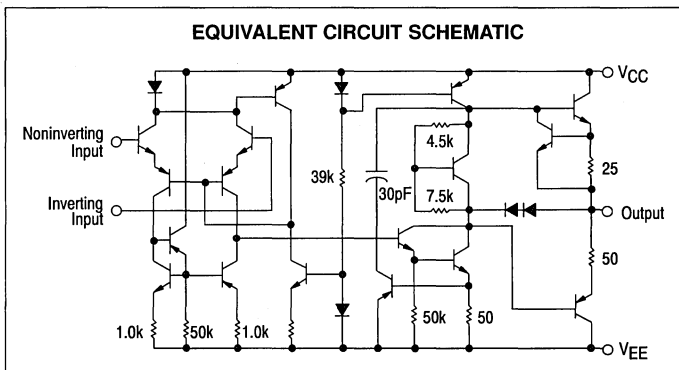 EQUIVALENT CIRCUIT SCHEMATIC
VCC
Noninverting
Input
4.5k
39k
30pF
25
7.5k
Inverting
Input
Output
50
1.0k
50k
1.0k
50k
50
VEE